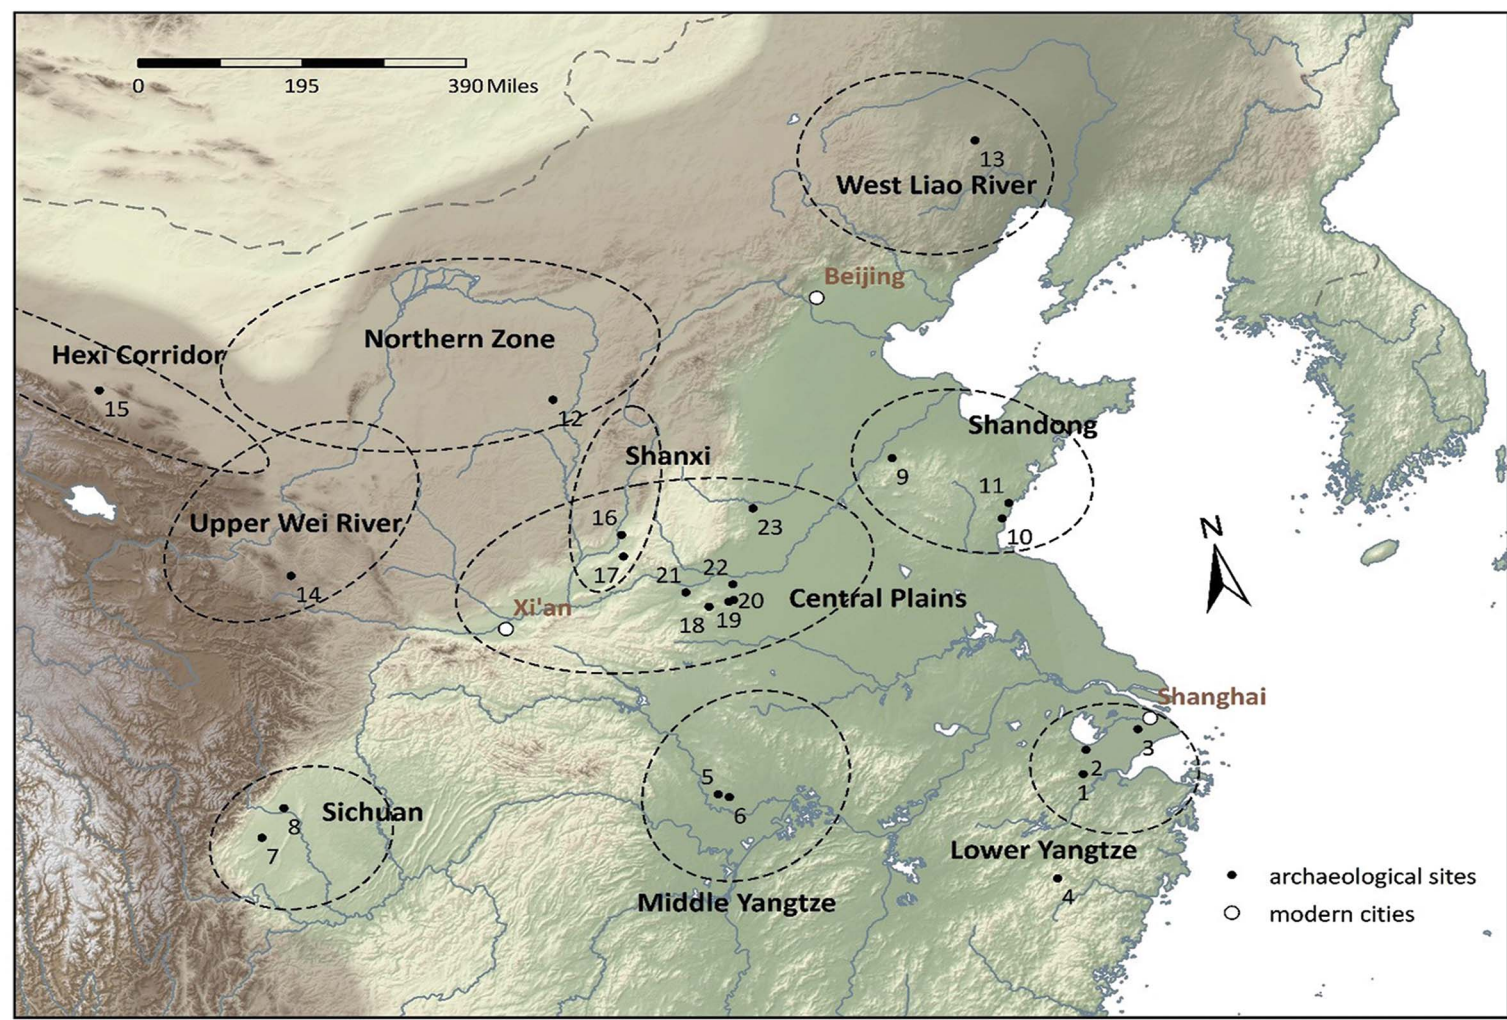 0 195 390 Miles
13
West Liao River
Beijing
Northern Zone
Hexi Corridor
15
12
Shandong
Shanxi
9
11
10
Upper Wei River
16
23
14
17
21
22
20
Central Plains
Xi'an
18
19
N
Shanghai
3
2
1
5
6
Sichuan
8
7
Lower Yangtze
Middle Yangtze
4
archaeological sites
modern cities